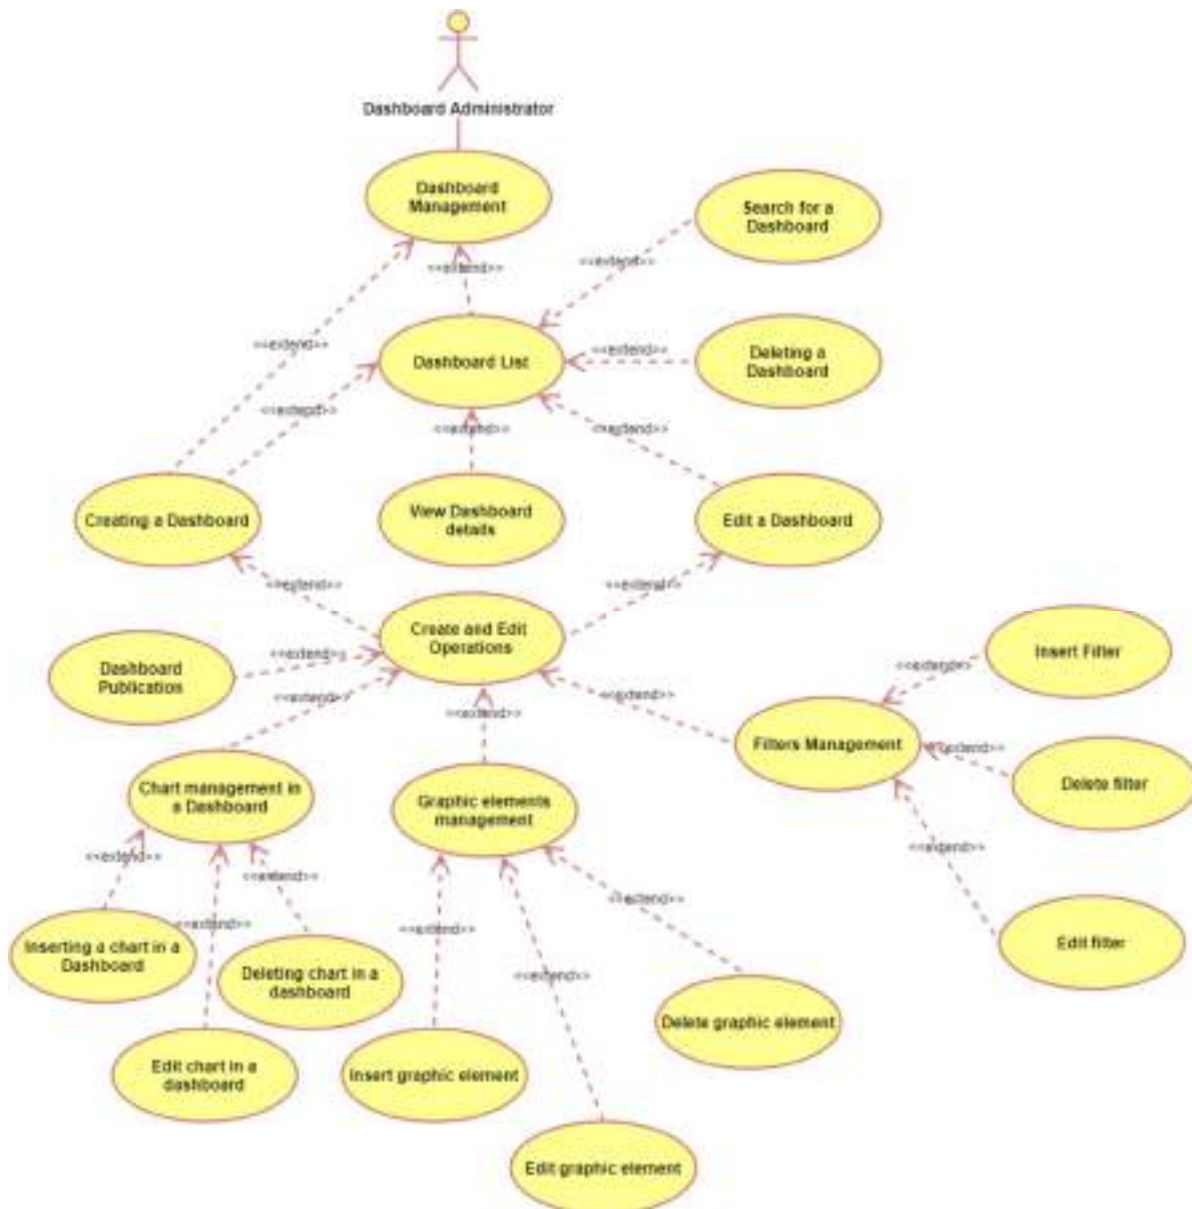 Dashboard Administrator
Dashboard
Management
Search for a
Dashboard
<<extend>>
<<extend>>
<<extend>>
Dashboard List
<<extend>>
Deleting a
Dashboard
<<extend>>
<<extend>>
<<extend>>
Creating a Dashboard
View Dashboard
details
Edit a Dashboard
<<extend>>
<<extend>>
Create and Edit
Operations
Dashboard
Publication
<<extend>>
Insert Filter
<<extend>>
<<extend>>
<<extend>>
<<extend>>
Filters Management
<<extend>>
Delete filter
Chart management in
a Dashboard
Graphic elements
management
<<extend>>
<<extend>>
<<extend>>
<<extend>>
<<extend>>
<<extend>>
<<extend>>
Inserting a chart in a
Dashboard
Deleting chart in a
dashboard
Edit filter
<<extend>>
Delete graphic element
Edit chart in a
dashboard
Insert graphic element
Edit graphic element